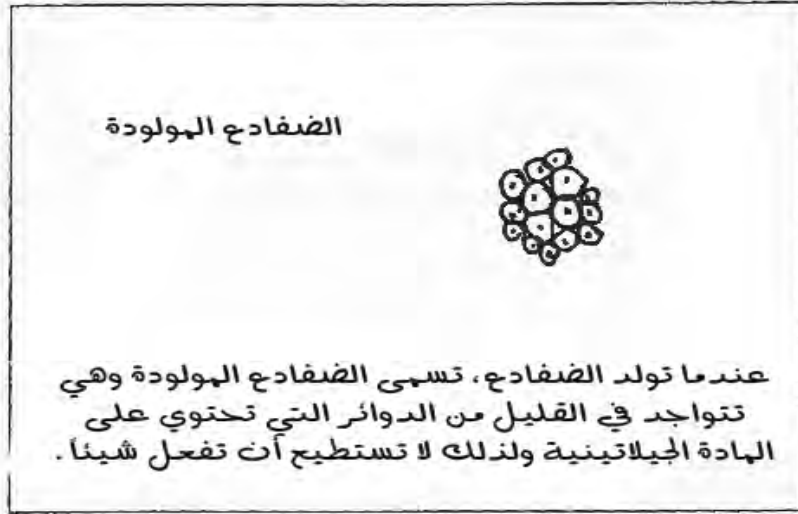 الضفادع المولودة
عندما تولد الضفادع، تسمى الضفادع المولودة وهي
تتواجد في القليل من الدوائر التي تحتوي على
المادة الجيلاتينية ولذلك لا تستطيع أن تفعل شيئاً.